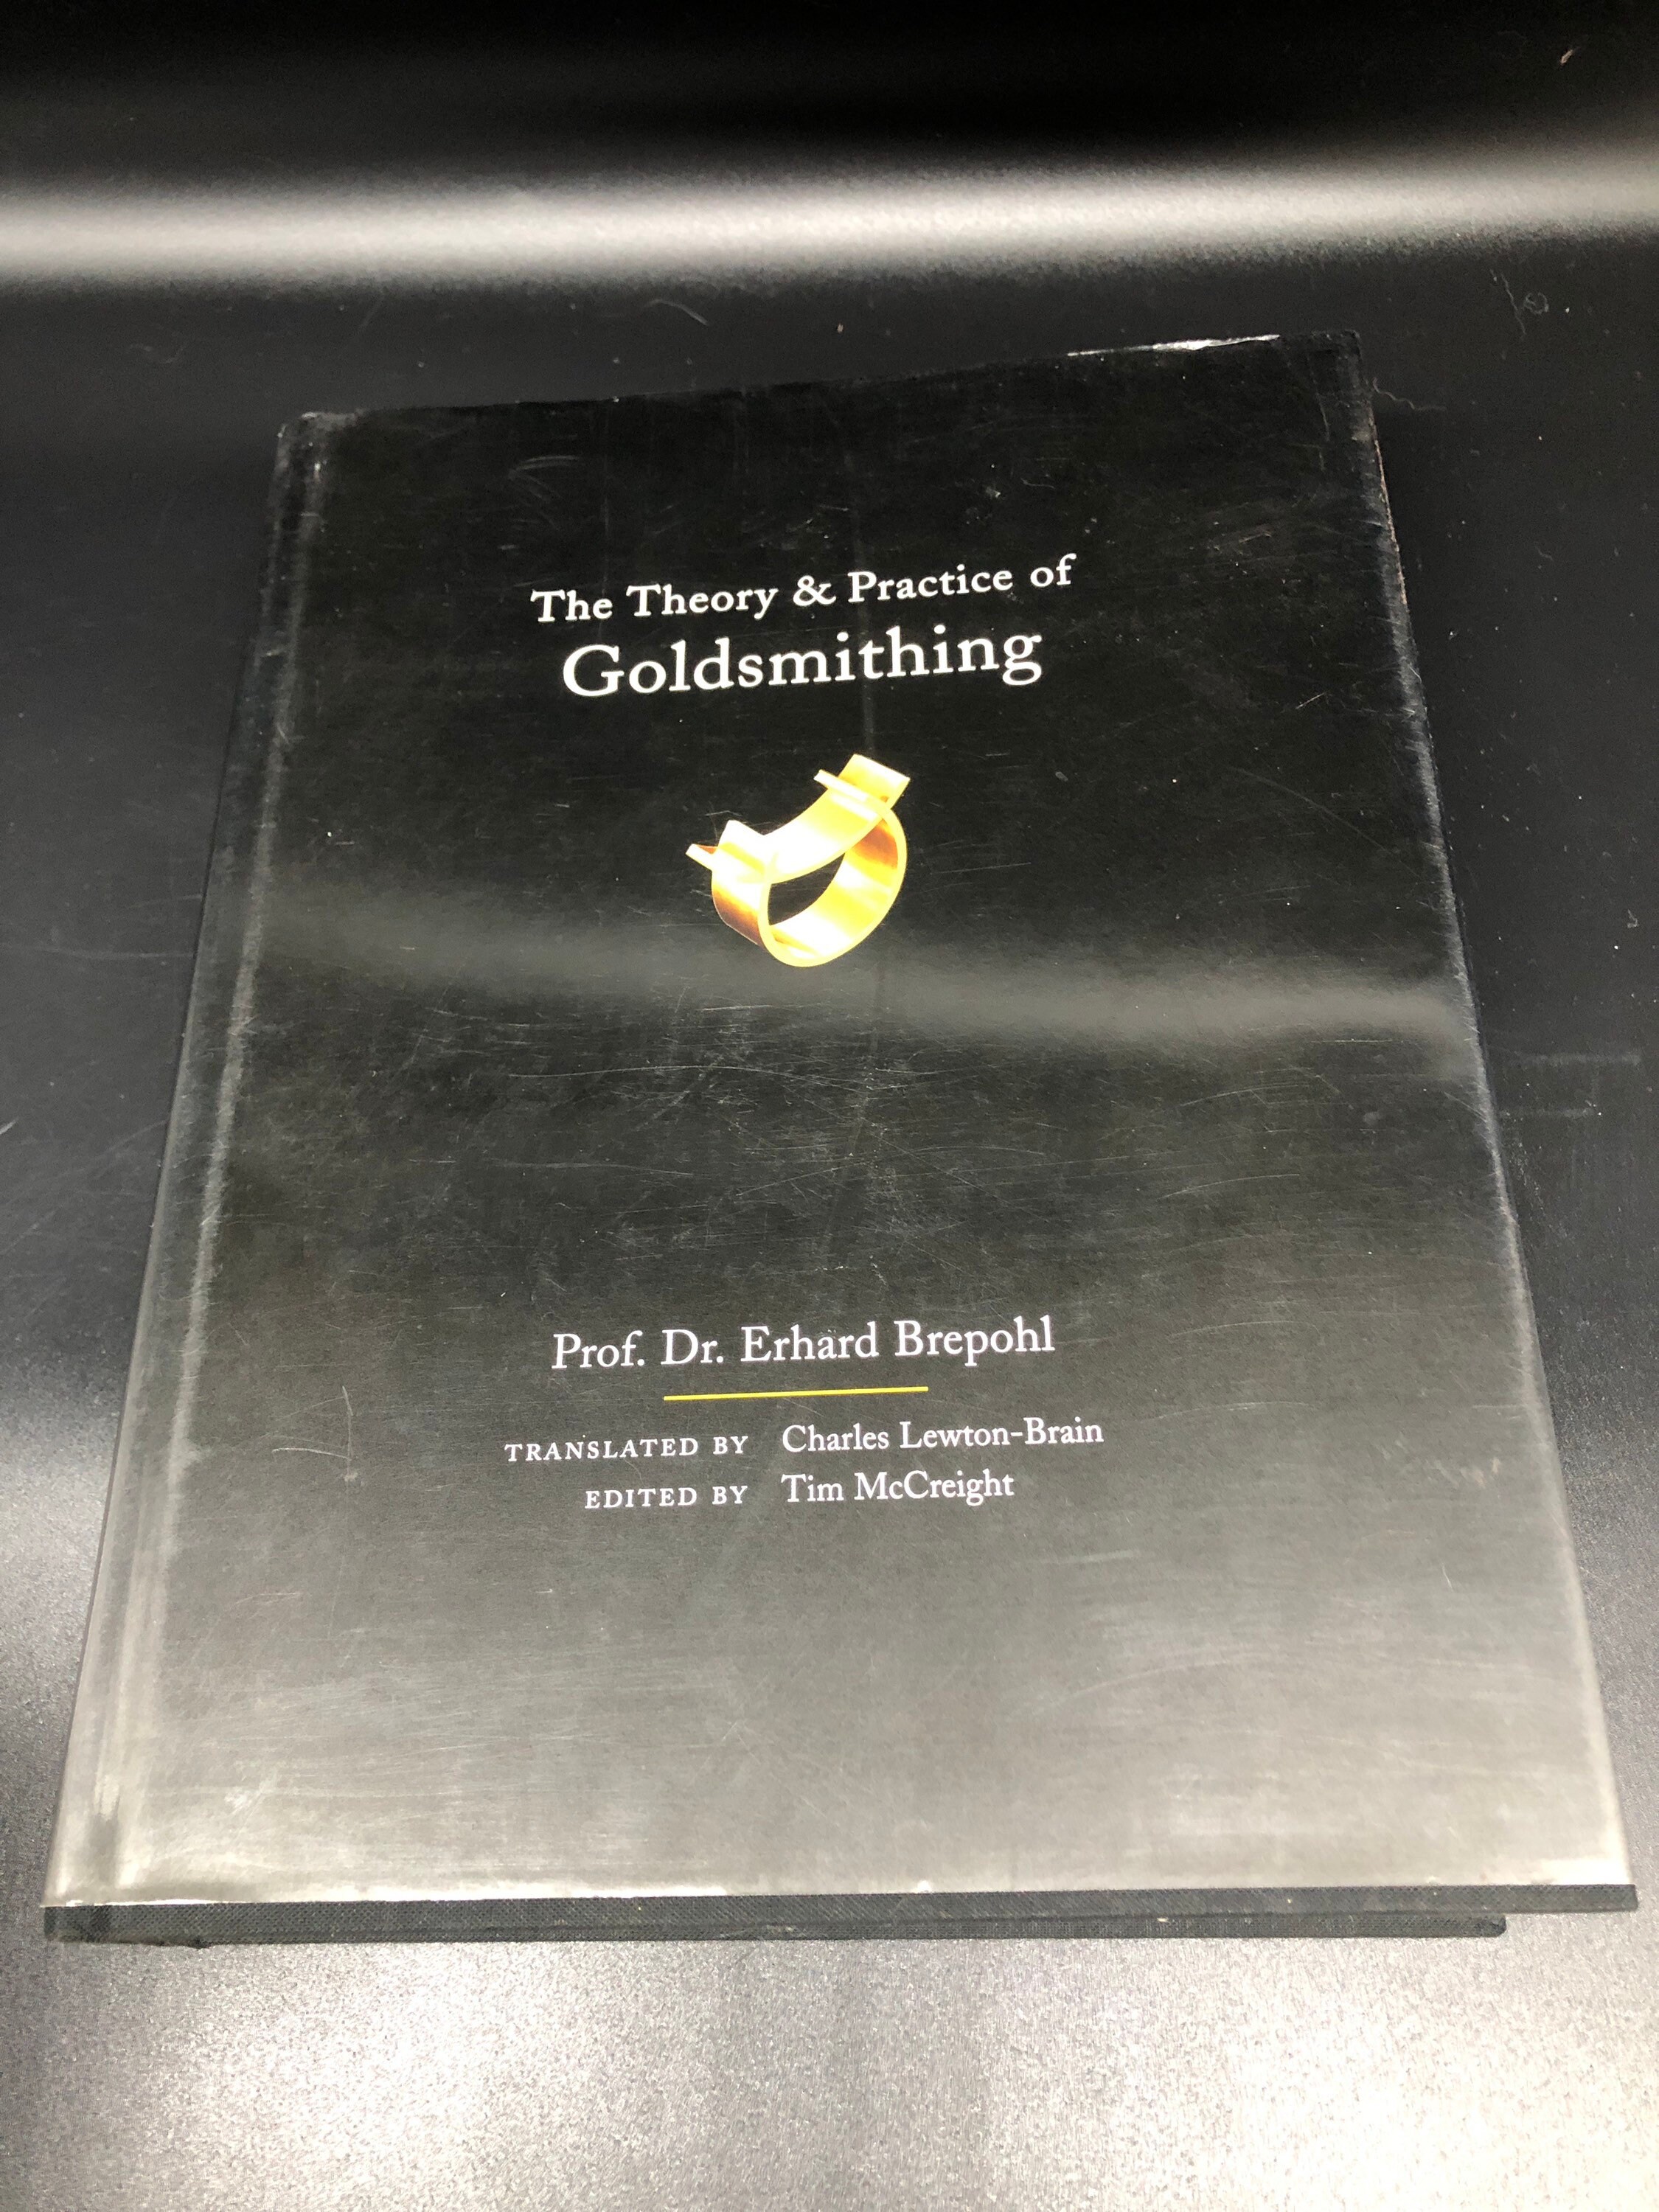 The Theory & Practice of
Goldsmithing
Prof. Dr. Erhard Brepohl
TRANSLATED BY Charles Lewton-Brain
EDITED BY Tim McCreight